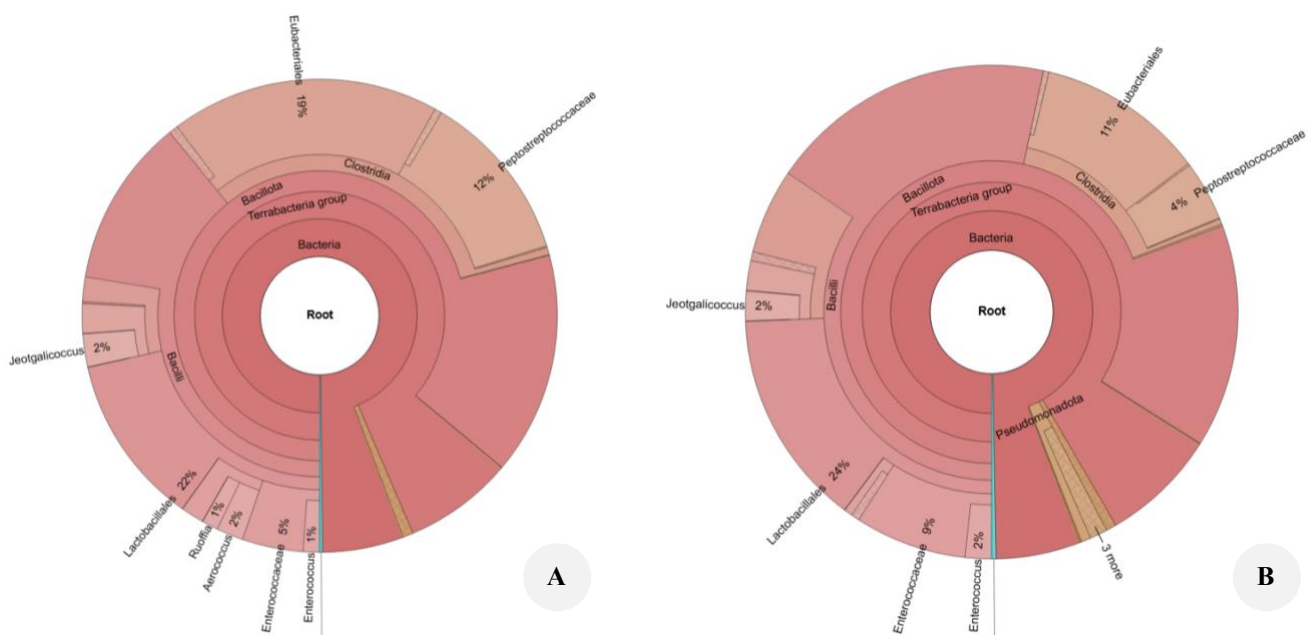 Eubacteriales
19%
Peptostreptococcaceae
12%
Clostridia
Bacillota
Terrabacteria group
Bacteria
Root
Jeotgalicoccus
2%
Bacilli
Lactobacillales
22%
Ruoffia
1%
Aerococcus
2%
Enterococcaceae
5%
Enterococcus
1%
A
Eubacteriales
11%
Peptostreptococcaceae
4%
Clostridia
Bacillota
Terrabacteria group
Bacteria
Root
Jeotgalicoccus
2%
Bacilli
Pseudomonadota
Lactobacillales
24%
Enterococcaceae
9%
Enterococcus
2%
3 more
B